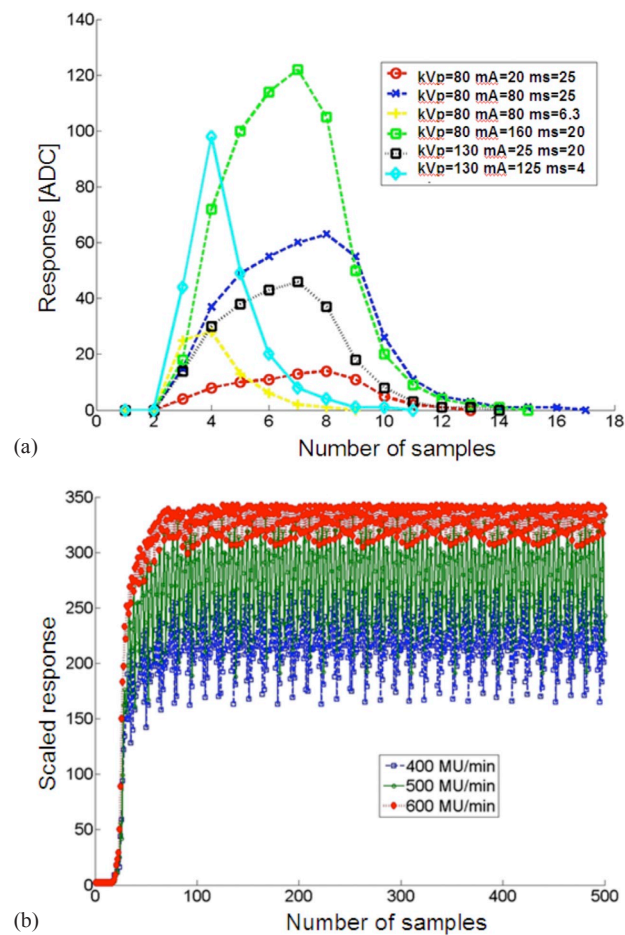 Response [ADC]
140
120
100
80
60
40
20
0
kVp=80 mA=20 ms=25
kVp=80 mA=80 ms=25
kVp=80 mA=80 ms=6.3
kVp=80 mA=160 ms=20
kVp=130 mA=25 ms=20
kVp=130 mA=125 ms=4
0 2 4 6 8 10 12 14 16 18
(a)
Number of samples
Scaled response
350
300
250
200
150
100
50
0
400 MU/min
500 MU/min
600 MU/min
0 100 200 300 400 500
(b)
Number of samples